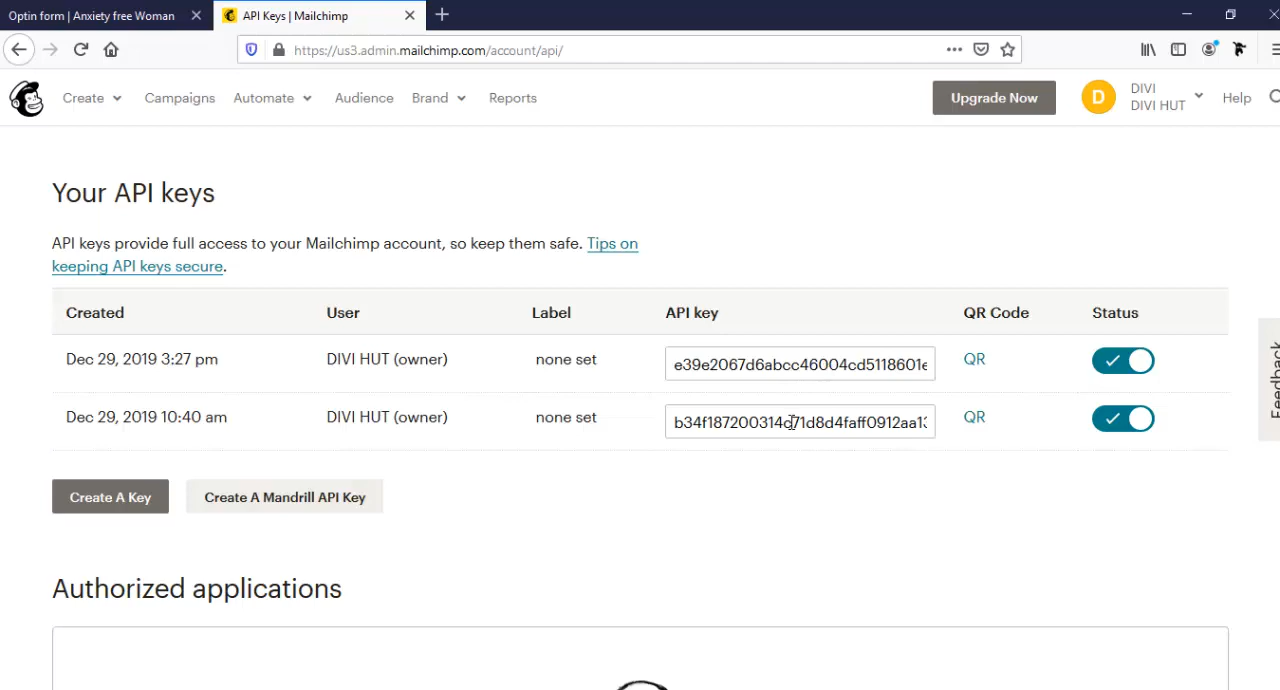 Optin form | Anxiety free Woman
API Keys | Mailchimp
https://us3.admin.mailchimp.com/account/api/
Create
Campaigns
Automate
Audience
Brand
Reports
Upgrade Now
D
DIVI
DIVI HUT
Help
Your API keys
API keys provide full access to your Mailchimp account, so keep them safe. Tips on
keeping API keys secure.
Created User Label API key QR Code Status
Dec 29, 2019 3:27 pm DIVI HUT (owner) none set e39e2067d6abcc46004cd5118601e QR
Dec 29, 2019 10:40 am DIVI HUT (owner) none set QR
Feedback
Create A Key
Create A Mandrill API Key
Authorized applications